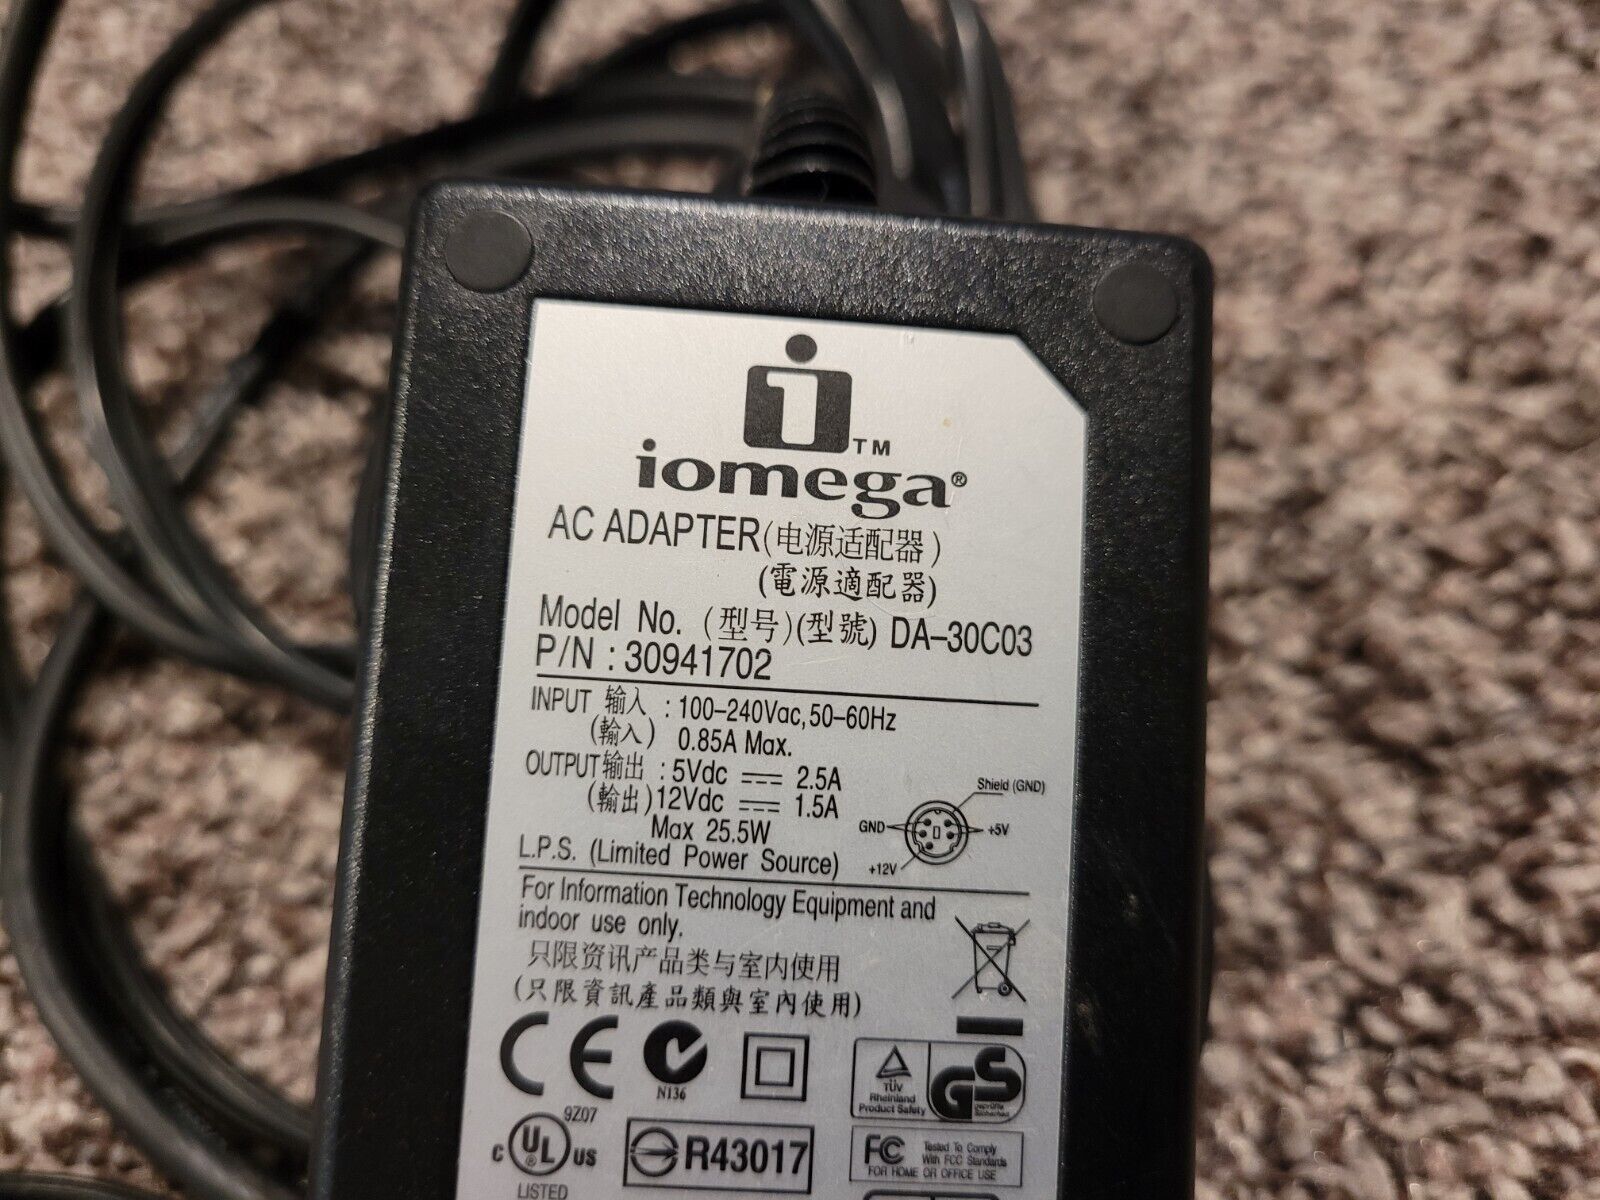 i™
iomega®
AC ADAPTER(电源适配器)
(電源適配器)
Model No. (型号)(型號) DA-30C03
P/N : 30941702
INPUT 输入 : 100-240Vac, 50-60Hz
(輸入) 0.85A Max.
OUTPUT输出 : 5Vdc ⎓ 2.5A
(輸出)12Vdc ⎓ 1.5A
Max 25.5W
L.P.S. (Limited Power Source)
Shield (GND)
GND
+5V
+12V
For Information Technology Equipment and
indoor use only.
只限资讯产品类与室内使用
(只限資訊產品類與室內使用)
CE
N136
TÜV
Rheinland
Product Safety
GS
geprüfte
Sicherheit
9Z07
c UL® US
LISTED
R43017
FC
Tested To Comply
With FCC Standards
FOR HOME OR OFFICE USE